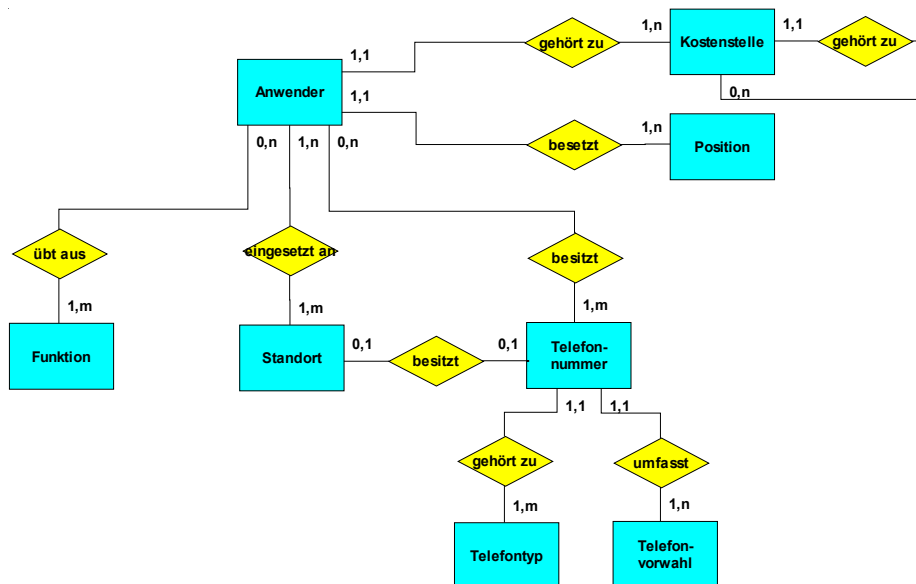 1,1
gehört zu
1,n
Kostenstelle
1,1
gehört zu
0,n
Anwender
1,1
besetzt
1,n
Position
0,n
1,n
0,n
übt aus
eingesetzt an
besitzt
1,m
1,m
1,m
Funktion
Standort
0,1
besitzt
0,1
Telefon-
nummer
1,1
1,1
gehört zu
umfasst
1,m
1,n
Telefontyp
Telefon-
vorwahl